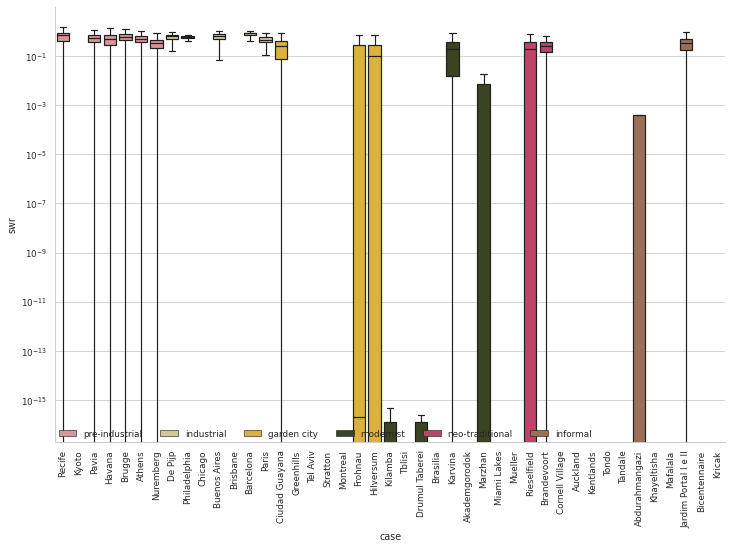 swr
10⁻¹
10⁻³
10⁻⁵
10⁻⁷
10⁻⁹
10⁻¹¹
10⁻¹³
10⁻¹⁵
pre-industrial industrial garden city modernist neo-traditional informal
Recife
Kyoto
Pavia
Havana
Brugge
Athens
Nuremberg
De Pijp
Philadelphia
Chicago
Buenos Aires
Brisbane
Barcelona
Paris
Ciudad Guayana
Greenhills
Tel Aviv
Stratton
Montreal
Frohnau
Hilversum
Kilamba
Tblisi
Drumul Taberei
Brasilia
Karvina
Akademgorodok
Marzhan
Miami Lakes
Mueller
Rieselfield
Brandevoort
Cornell Village
Auckland
Kentlands
Tondo
Tandale
Abdurahmangazi
Khayeltisha
Mafalala
Jardim Portal I e II
Bicentennaire
Kricak
case